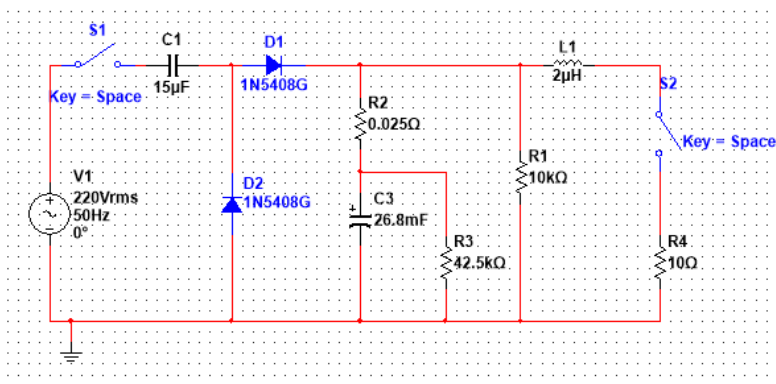 S1
Key = Space
C1
15µF
D1
1N5408G
L1
2µH
S2
Key = Space
R2
0.025Ω
R1
10kΩ
V1
220Vrms
50Hz
0°
D2
1N5408G
C3
26.8mF
R3
42.5kΩ
R4
10Ω